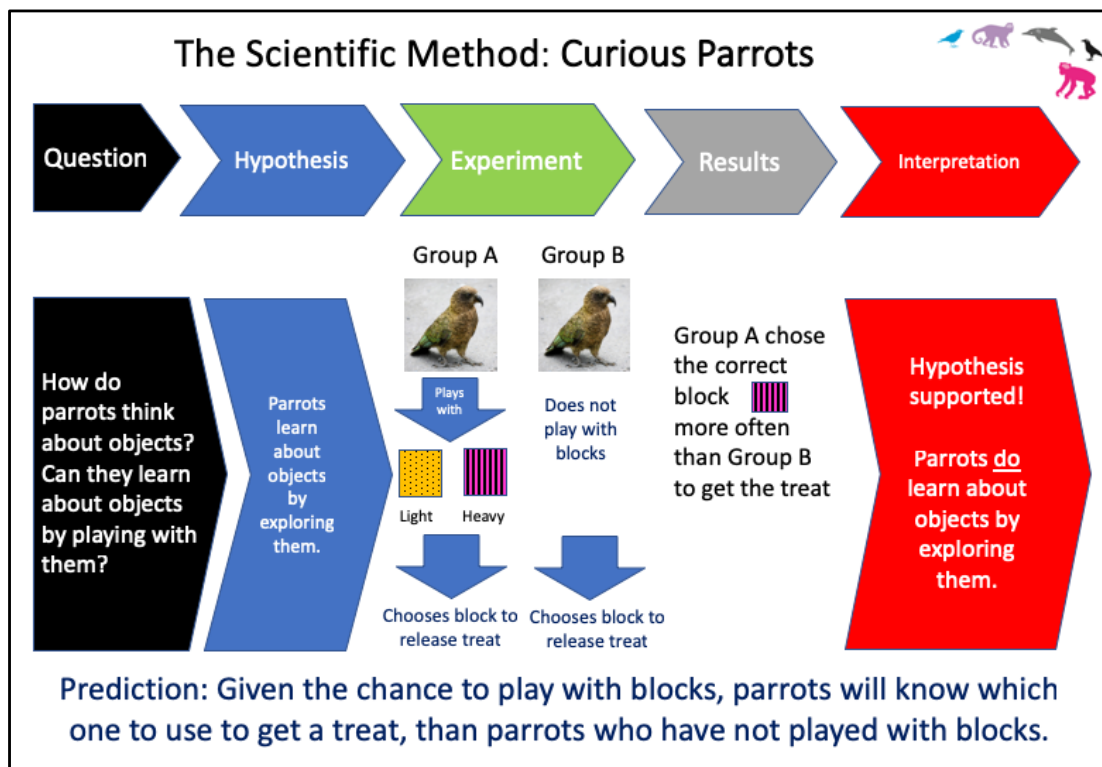 The Scientific Method: Curious Parrots
Question
Hypothesis
Experiment
Results
Interpretation
How do
parrots think
about objects?
Can they learn
about objects
by playing with
them?
Parrots
learn
about
objects
by
exploring
them.
Group A
Plays
with
Light
Heavy
Chooses block to
release treat
Group B
Does not
play with
blocks
Chooses block to
release treat
Group A chose
the correct
block
more often
than Group B
to get the treat
Hypothesis
supported!
Parrots do
learn about
objects by
exploring
them.
Prediction: Given the chance to play with blocks, parrots will know which
one to use to get a treat, than parrots who have not played with blocks.